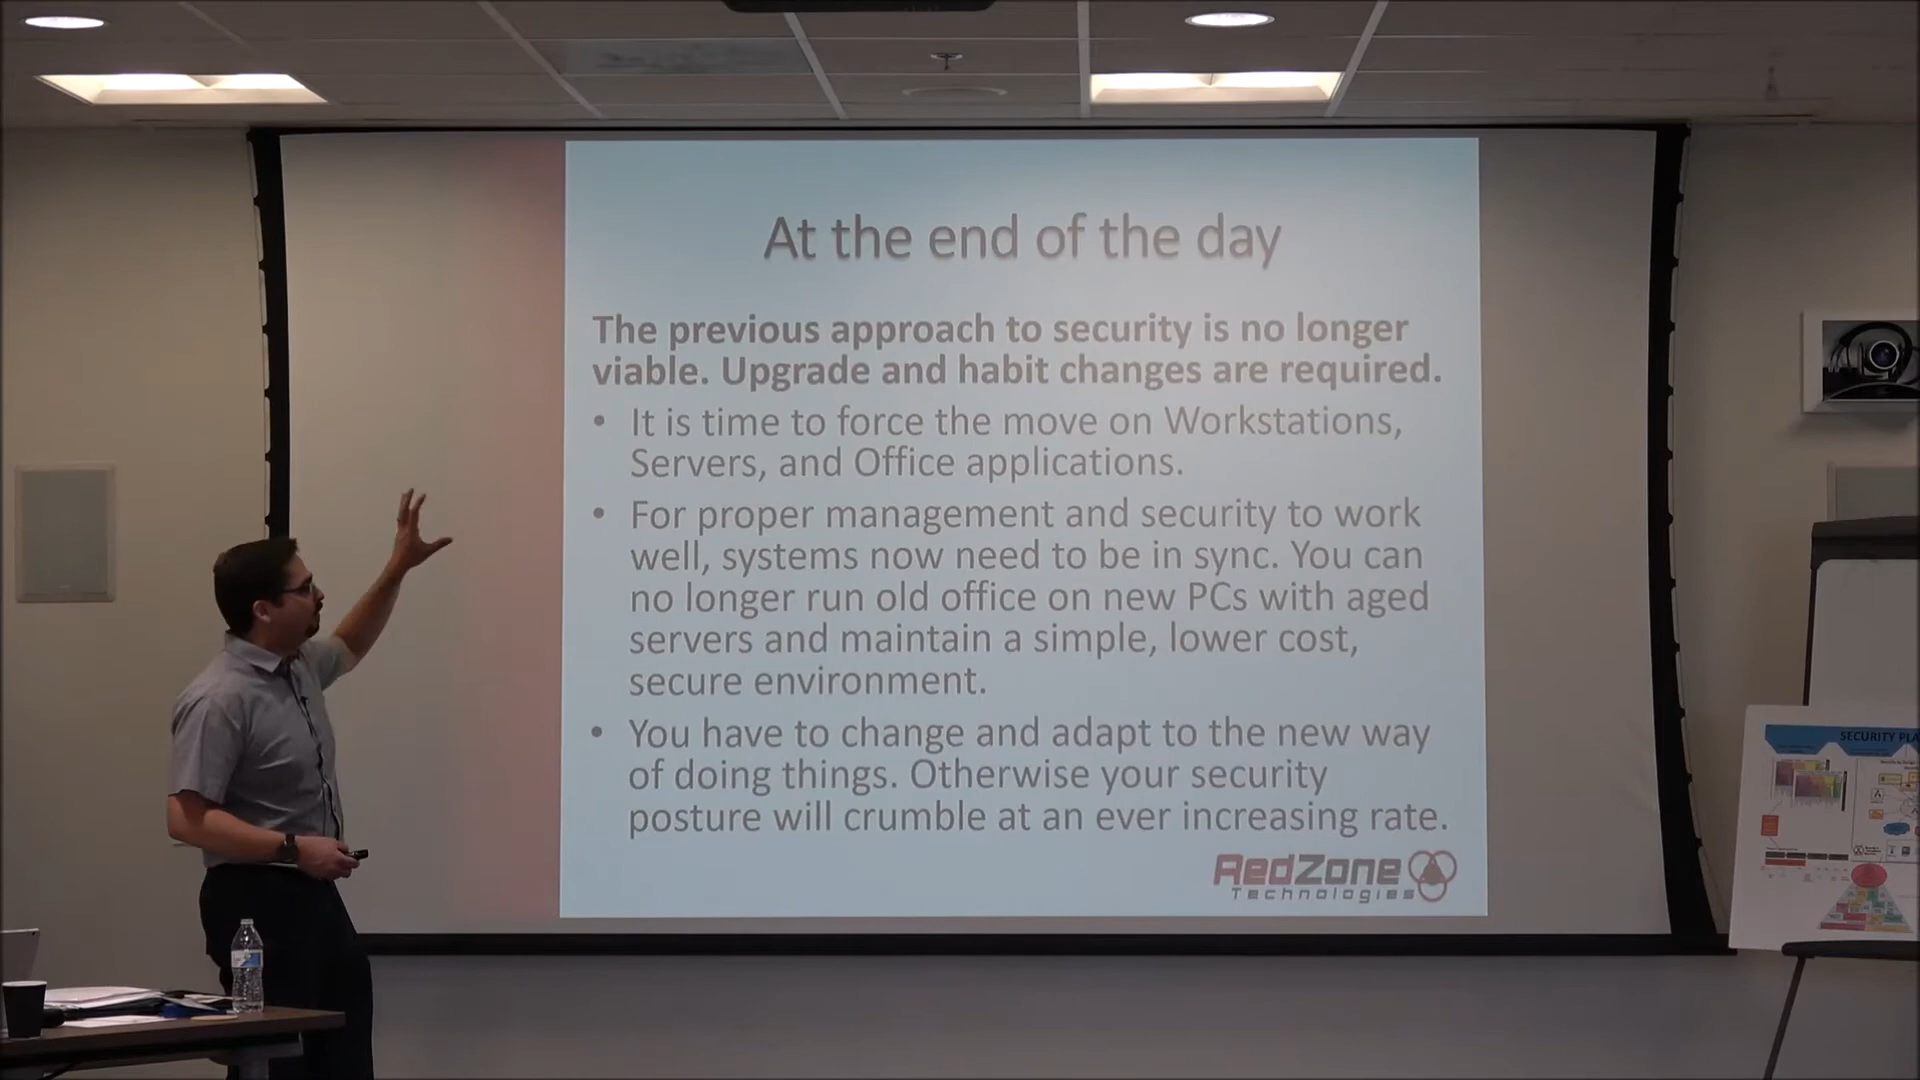 At the end of the day
The previous approach to security is no longer
viable. Upgrade and habit changes are required.
• It is time to force the move on Workstations,
Servers, and Office applications.
• For proper management and security to work
well, systems now need to be in sync. You can
no longer run old office on new PCs with aged
servers and maintain a simple, lower cost,
secure environment.
• You have to change and adapt to the new way
of doing things. Otherwise your security
posture will crumble at an ever increasing rate.
RedZone
Technologies
SECURITY PLA